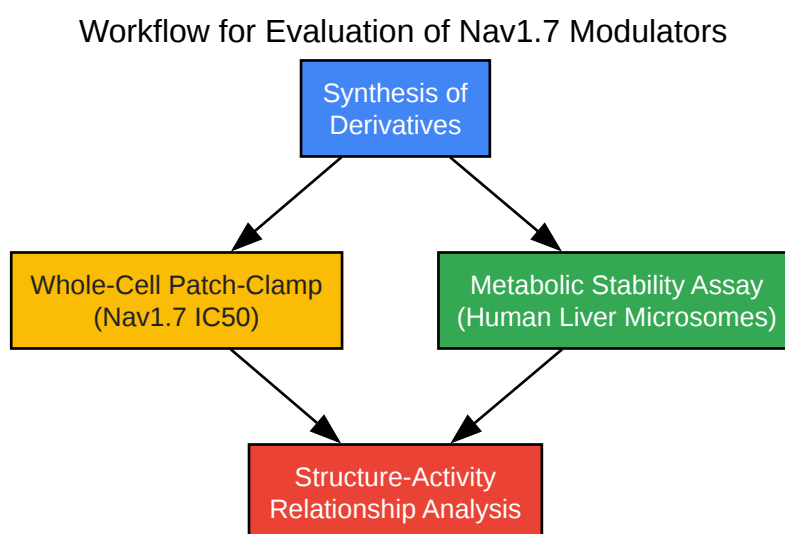 Workflow for Evaluation of Nav1.7 Modulators
Synthesis of
Derivatives
Whole-Cell Patch-Clamp
(Nav1.7 IC50)
Metabolic Stability Assay
(Human Liver Microsomes)
Structure-Activity
Relationship Analysis